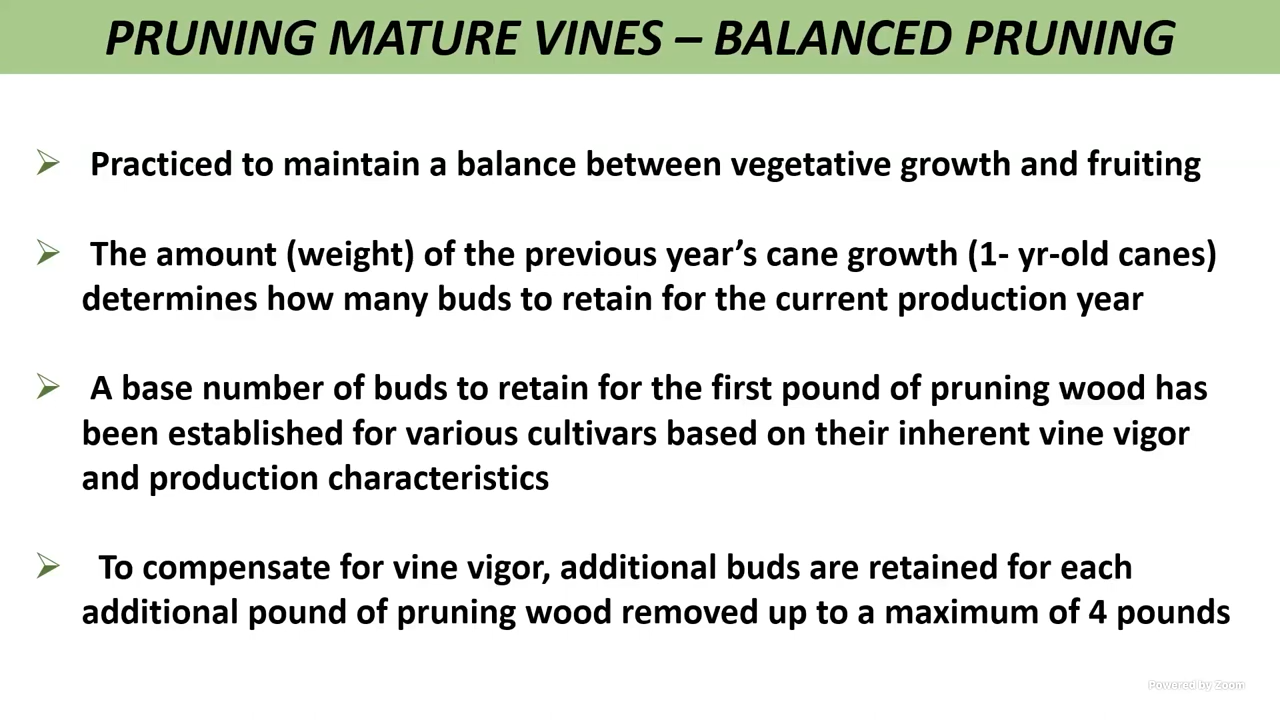 PRUNING MATURE VINES – BALANCED PRUNING
Practiced to maintain a balance between vegetative growth and fruiting
The amount (weight) of the previous year’s cane growth (1- yr-old canes)
determines how many buds to retain for the current production year
A base number of buds to retain for the first pound of pruning wood has
been established for various cultivars based on their inherent vine vigor
and production characteristics
To compensate for vine vigor, additional buds are retained for each
additional pound of pruning wood removed up to a maximum of 4 pounds
Powered by Zoom